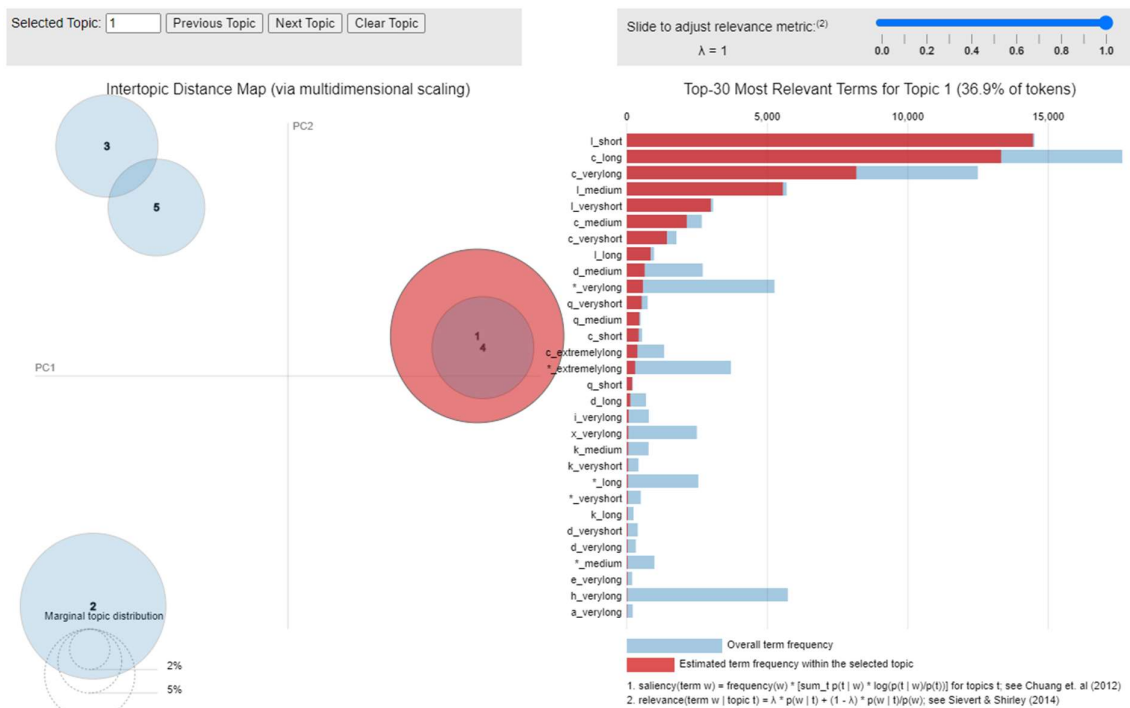 Selected Topic: 1 Previous Topic Next Topic Clear Topic
Slide to adjust relevance metric:(2)
λ = 1
0.0 0.2 0.4 0.6 0.8 1.0
Intertopic Distance Map (via multidimensional scaling)
PC2
PC1
3
5
1
4
2
Marginal topic distribution
2%
5%
Top-30 Most Relevant Terms for Topic 1 (36.9% of tokens)
0 5,000 10,000 15,000
l_short
c_long
c_verylong
l_medium
l_veryshort
c_medium
c_veryshort
l_long
d_medium
*_verylong
q_veryshort
q_medium
c_short
c_extremelylong
*_extremelylong
q_short
d_long
i_verylong
x_verylong
k_medium
k_veryshort
*_long
*_veryshort
k_long
d_veryshort
d_verylong
*_medium
e_verylong
h_verylong
a_verylong
Overall term frequency
Estimated term frequency within the selected topic
1. saliency(term w) = frequency(w) * [sum_t p(t | w) * log(p(t | w)/p(t))] for topics t; see Chuang et. al (2012)
2. relevance(term w | topic t) = λ * p(w | t) + (1 - λ) * p(w | t)/p(w); see Sievert & Shirley (2014)